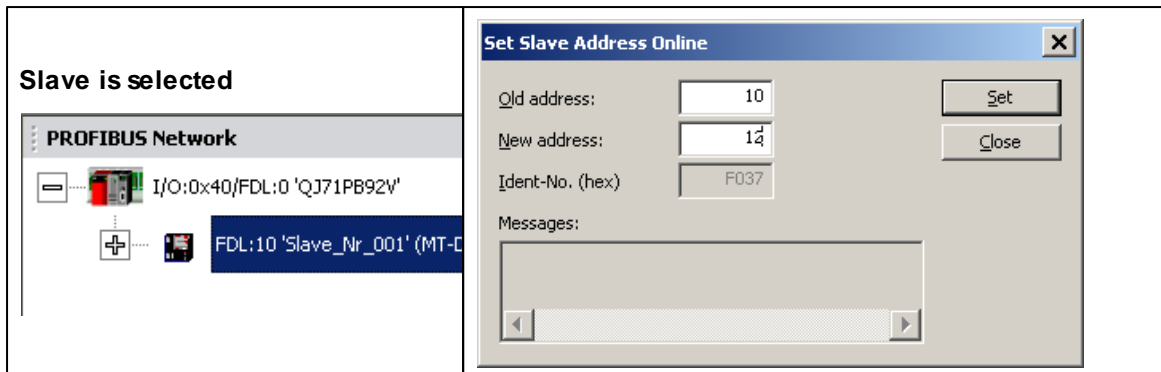 Slave is selected
PROFIBUS Network
I/O:0x40/FDL:0 'QJ71PB92V'
FDL:10 'Slave_Nr_001' (MT-D
Set Slave Address Online
Old address: 10 Set
New address: Close
Ident-No. (hex) F037
Messages: